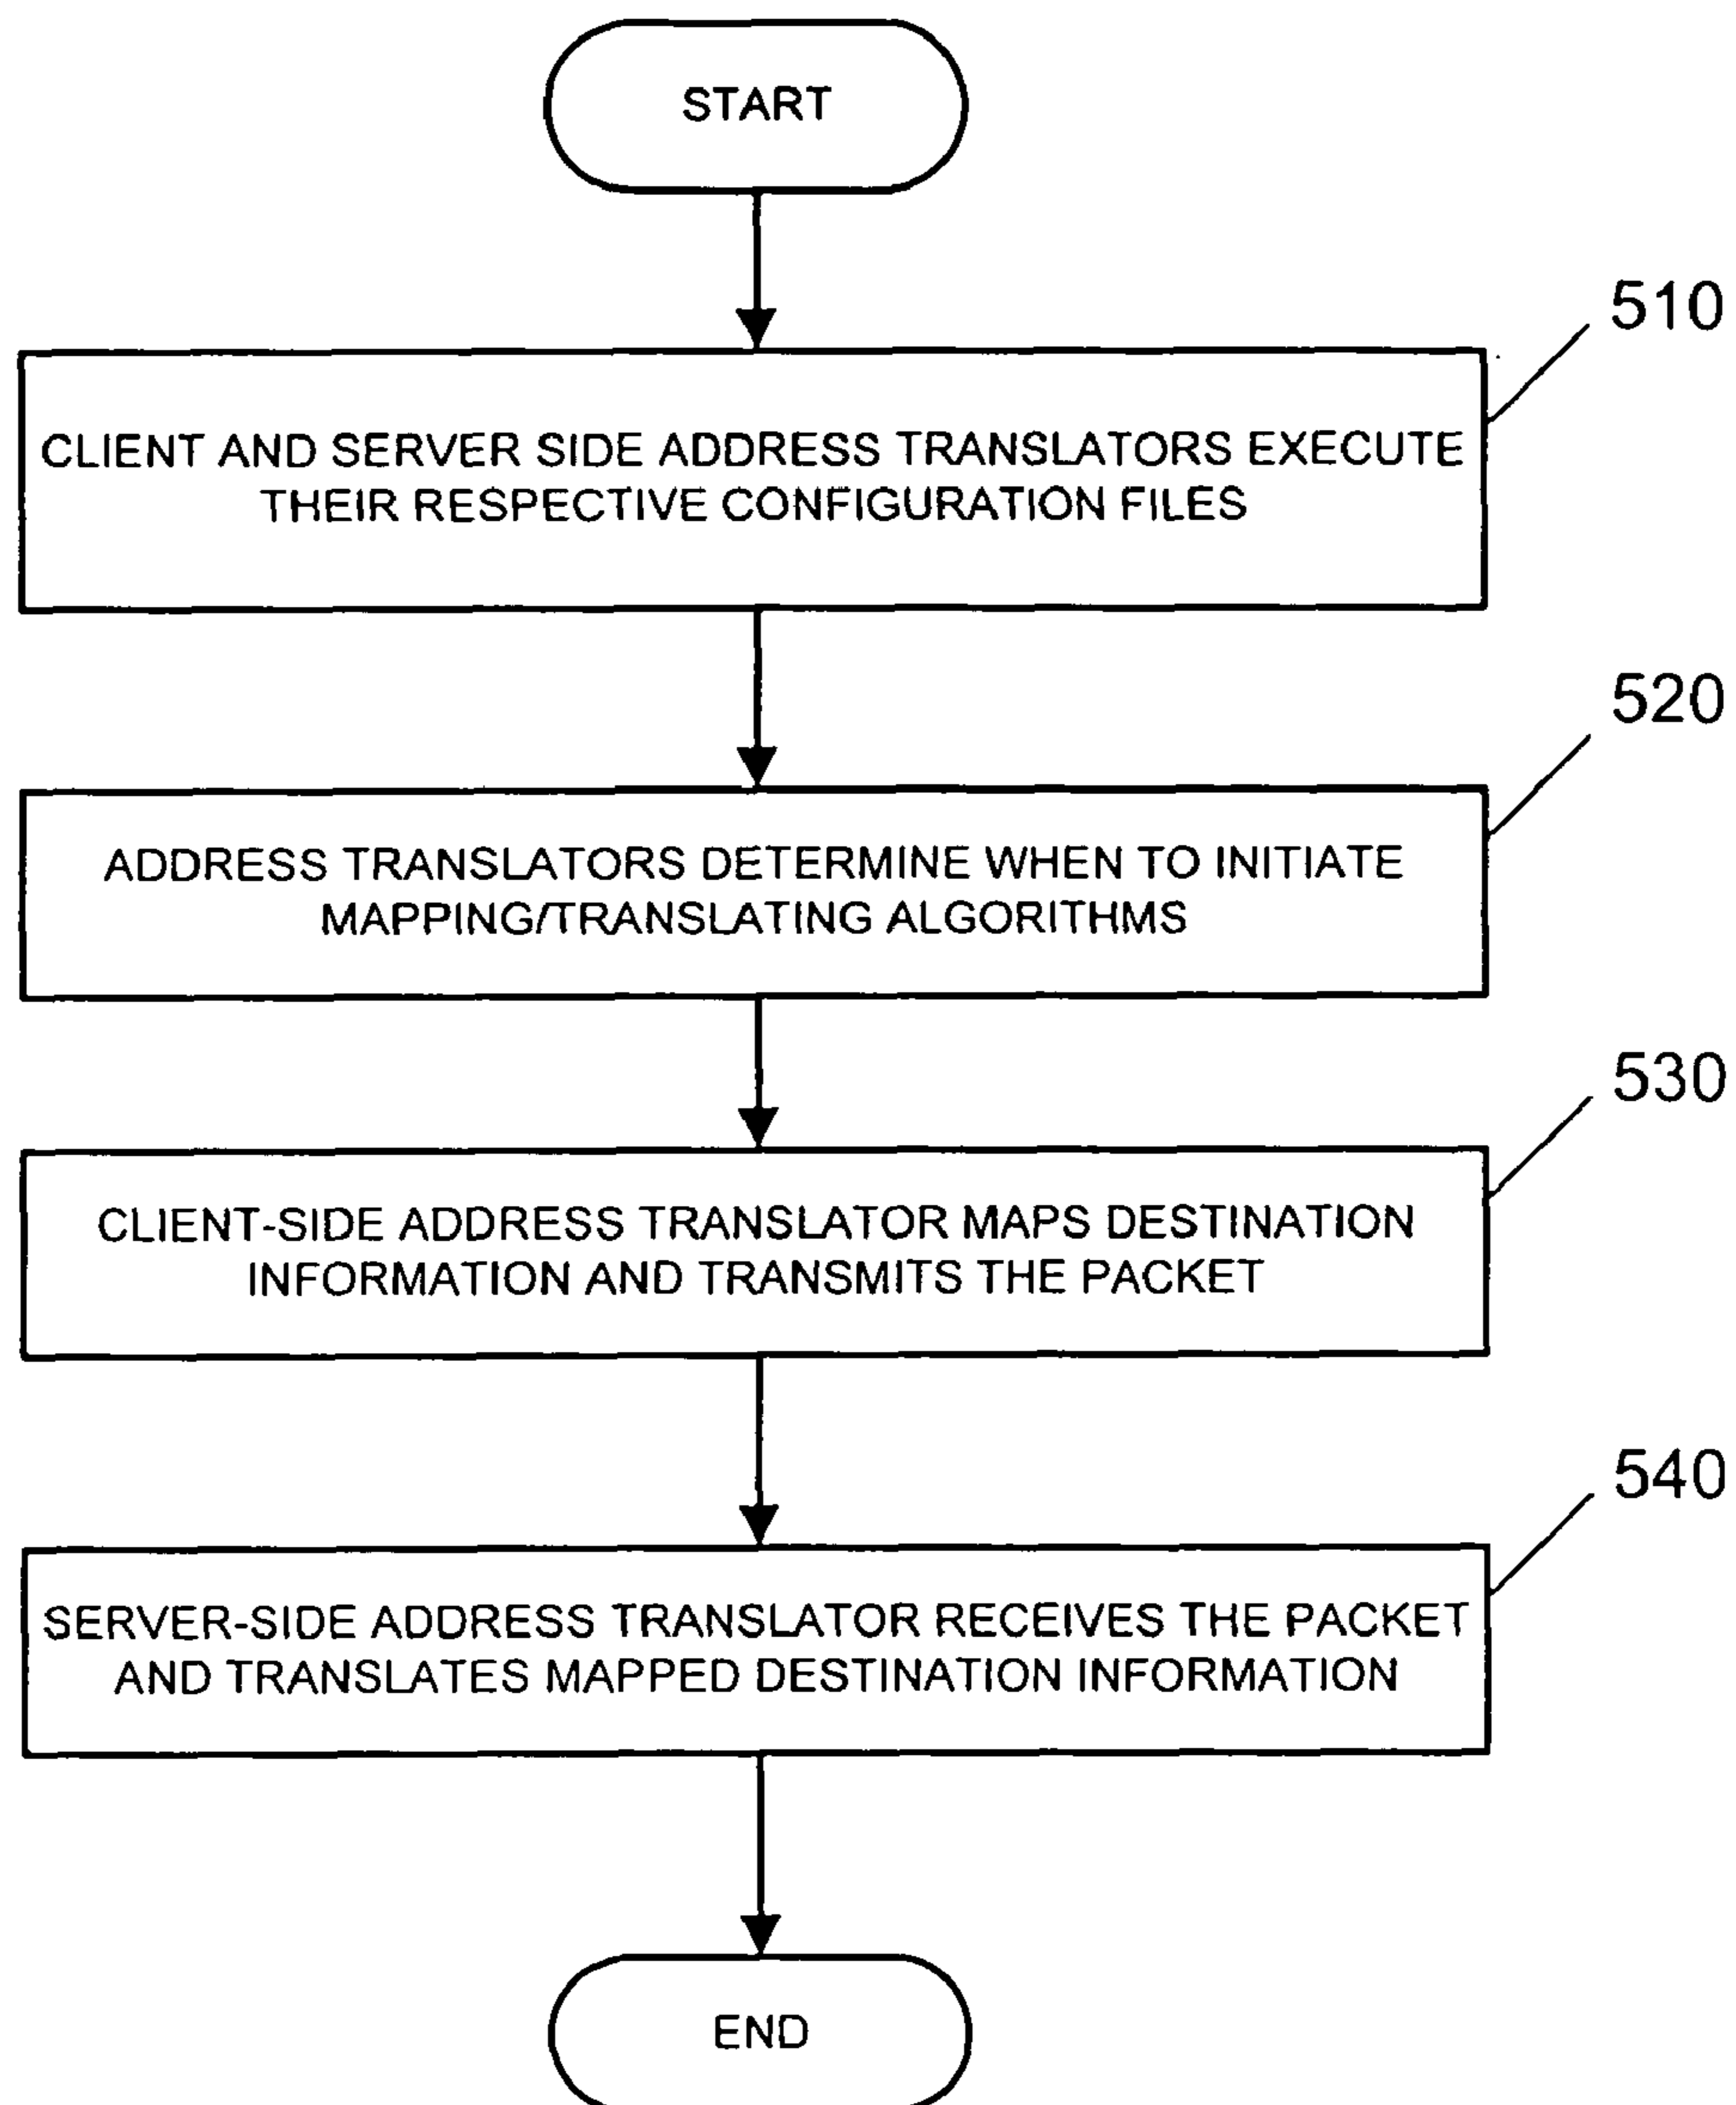 START
510
CLIENT AND SERVER SIDE ADDRESS TRANSLATORS EXECUTE
THEIR RESPECTIVE CONFIGURATION FILES
520
ADDRESS TRANSLATORS DETERMINE WHEN TO INITIATE
MAPPING/TRANSLATING ALGORITHMS
530
CLIENT-SIDE ADDRESS TRANSLATOR MAPS DESTINATION
INFORMATION AND TRANSMITS THE PACKET
540
SERVER-SIDE ADDRESS TRANSLATOR RECEIVES THE PACKET
AND TRANSLATES MAPPED DESTINATION INFORMATION
END